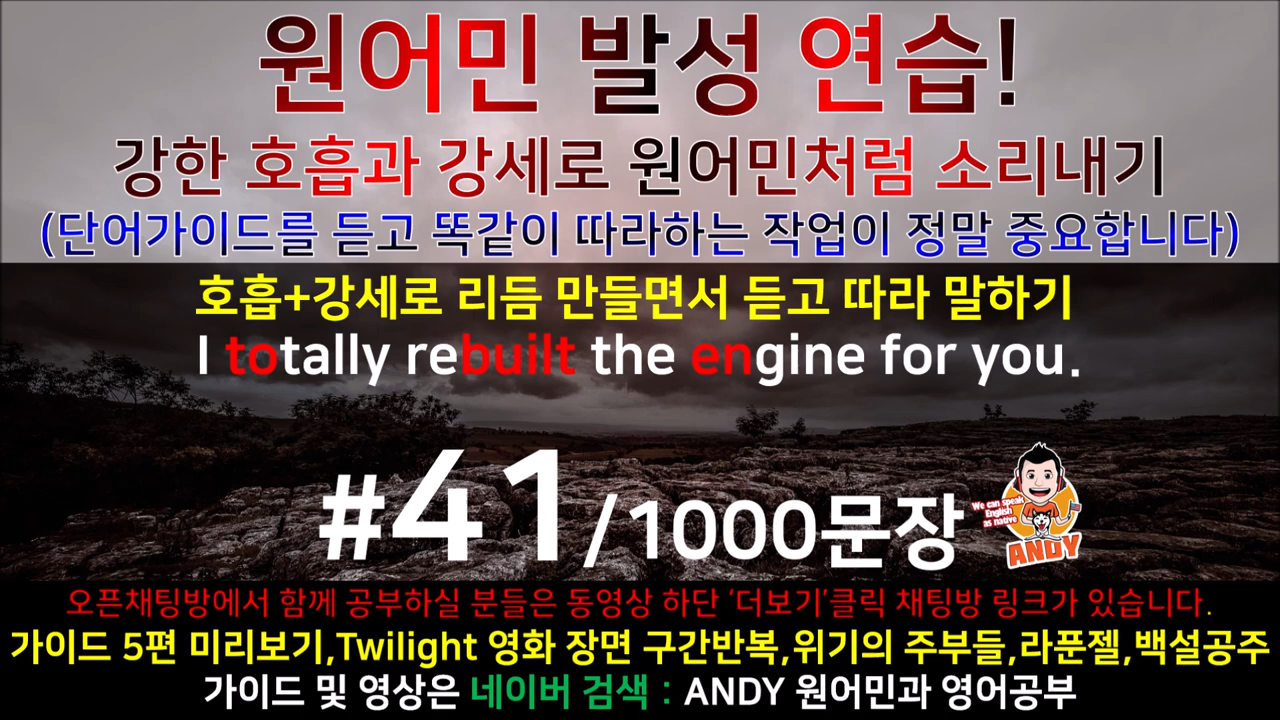 원어민 발성 연습!
강한 호흡과 강세로 원어민처럼 소리내기
(단어가이드를 듣고 똑같이 따라하는 작업이 정말 중요합니다)
호흡+강세로 리듬 만들면서 듣고 따라 말하기
I totally rebuilt the engine for you.
#41/1000문장
We can speak
English
as native
ANDY
오픈채팅방에서 함께 공부하실 분들은 동영상 하단 ‘더보기’클릭 채팅방 링크가 있습니다.
가이드 5편 미리보기,Twilight 영화 장면 구간반복,위기의 주부들,라푼젤,백설공주
가이드 및 영상은 네이버 검색 : ANDY 원어민과 영어공부